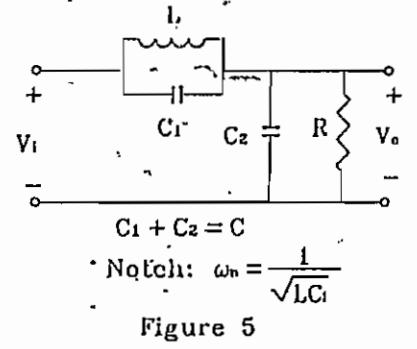 L
C1
+
+
Vi
C2
R
Vo
−
−
C1 + C2 = C
Notch: ωn = 1 / √LC1
Figure 5